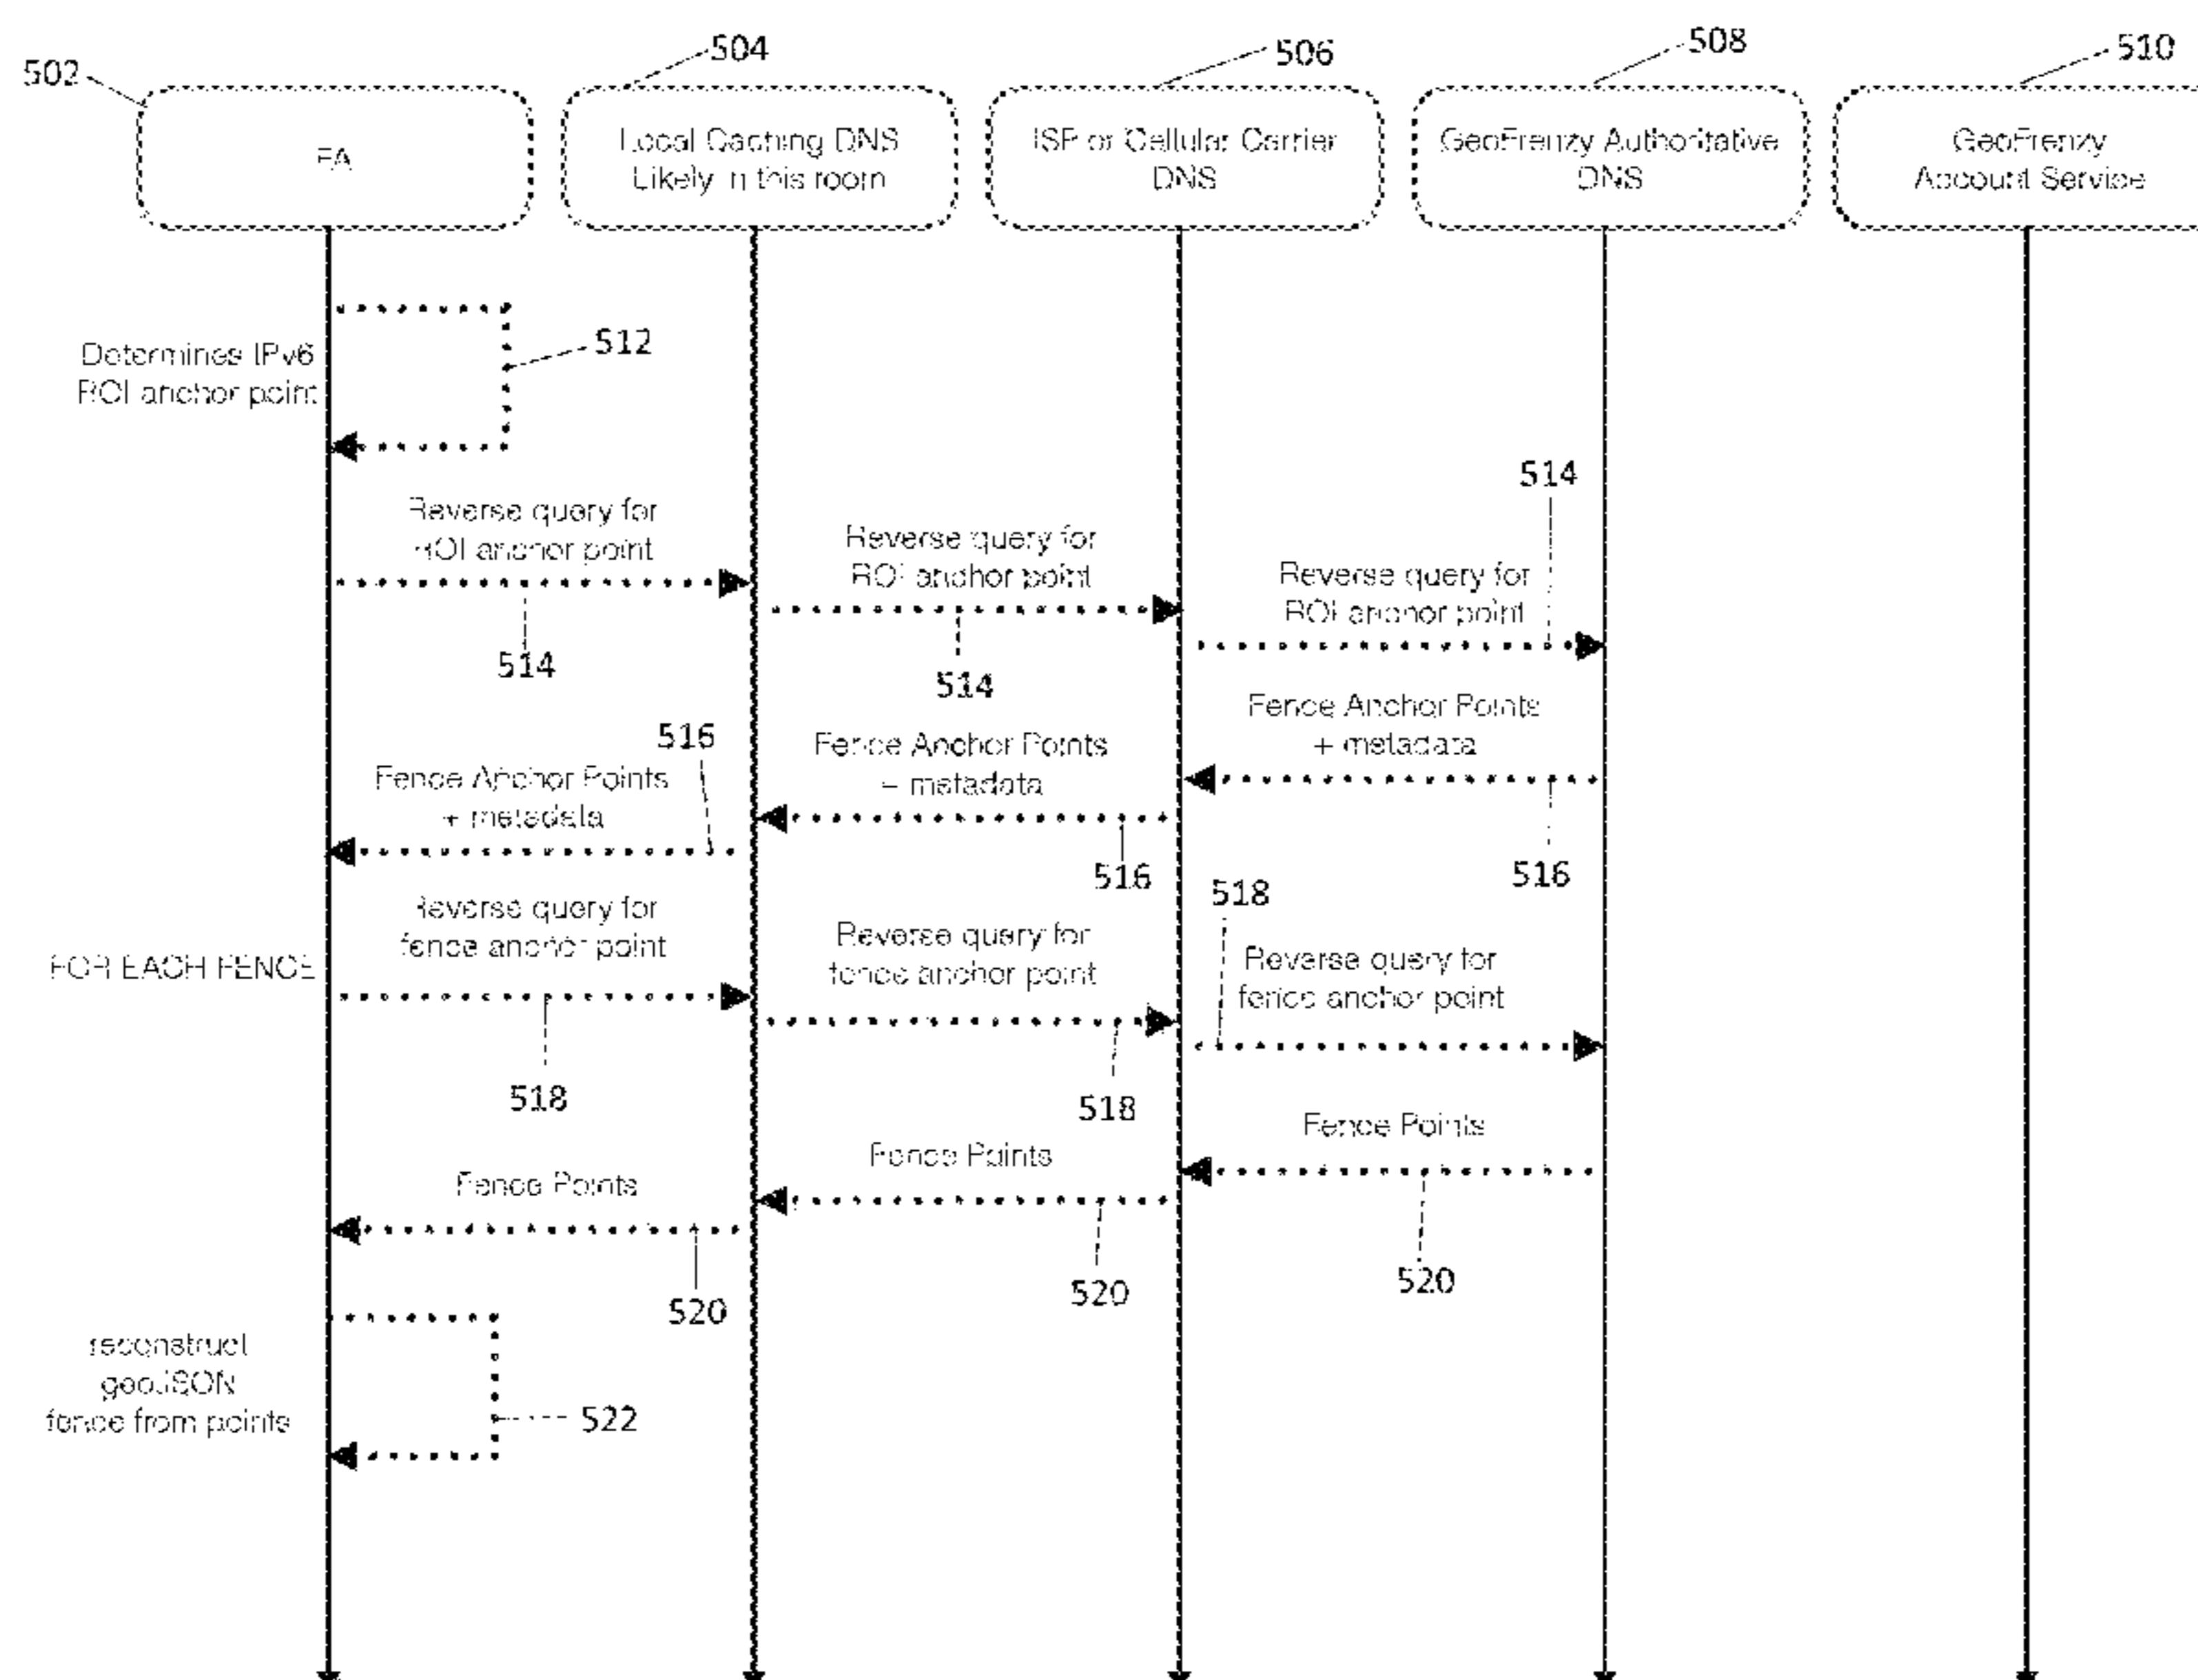 502
504
506
508
510
FA
Local Caching DNS
Likely in this room
ISP or Cellular Carrier
DNS
GeoFrenzy Authoritative
DNS
GeoFrenzy
Account Service
Determines IPv6
ROI anchor point
512
Reverse query for
ROI anchor point
514
Reverse query for
ROI anchor point
514
514
Reverse query for
ROI anchor point
Fence Anchor Points
+ metadata
516
Fence Anchor Points
+ metadata
516
516
Fence Anchor Points
+ metadata
FOR EACH FENCE
Reverse query for
fence anchor point
518
Reverse query for
fence anchor point
518
518
Reverse query for
fence anchor point
Fence Points
520
Fence Points
520
Fence Points
520
reconstruct
geoJSON
fence from points
522